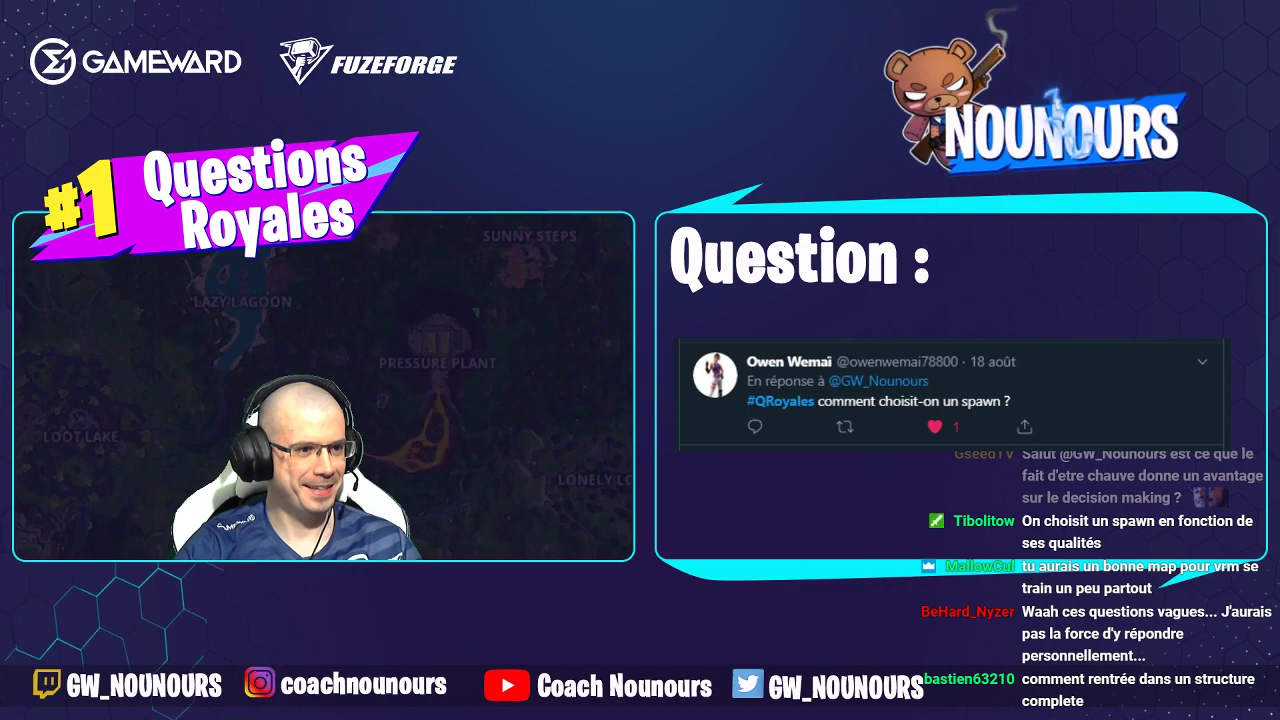 GAMEWARD
FUZEFORGE
NOUNOURS
#1 Questions
Royales
SUNNY STEPS
LAZY LAGOON
PRESSURE PLANT
LOOT LAKE
LONELY LO
Question :
Owen Wemaï @owenwemai78800 · 18 août
En réponse à @GW_Nounours
#QRoyales comment choisit-on un spawn ?
1
GseedTV Salut @GW_Nounours est ce que le
fait d'etre chauve donne un avantage
sur le decision making ?
Tibolitow On choisit un spawn en fonction de
ses qualités
MallowCul tu aurais un bonne map pour vrm se
train un peu partout
BeHard_Nyzer Waah ces questions vagues... J'aurais
pas la force d'y répondre
personnellement...
bastien63210 comment rentrée dans un structure
complete
GW_NOUNOURS coachnounours Coach Nounours GW_NOUNOURS